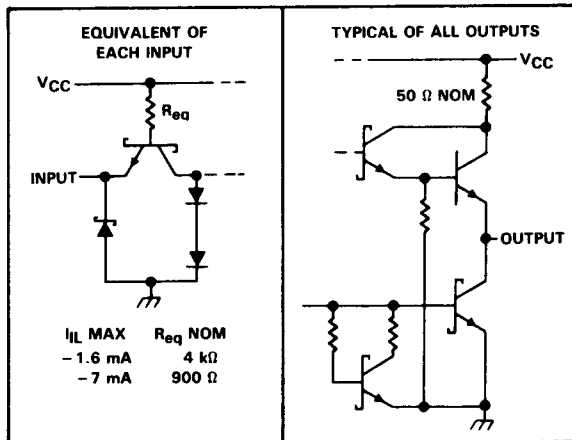 EQUIVALENT OF
EACH INPUT
VCC
Req
INPUT
IIL MAX Req NOM
−1.6 mA 4 kΩ
−7 mA 900 Ω
TYPICAL OF ALL OUTPUTS
VCC
50 Ω NOM
OUTPUT